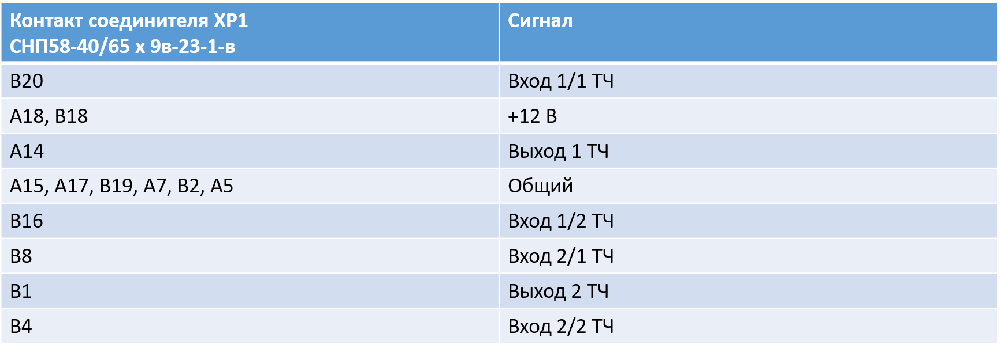 Контакт соединителя ХР1
СНП58-40/65 х 9в-23-1-в
Сигнал
В20
Вход 1/1 ТЧ
А18, В18
+12 В
А14
Выход 1 ТЧ
А15, А17, В19, А7, В2, А5
Общий
В16
Вход 1/2 ТЧ
В8
Вход 2/1 ТЧ
В1
Выход 2 ТЧ
В4
Вход 2/2 ТЧ